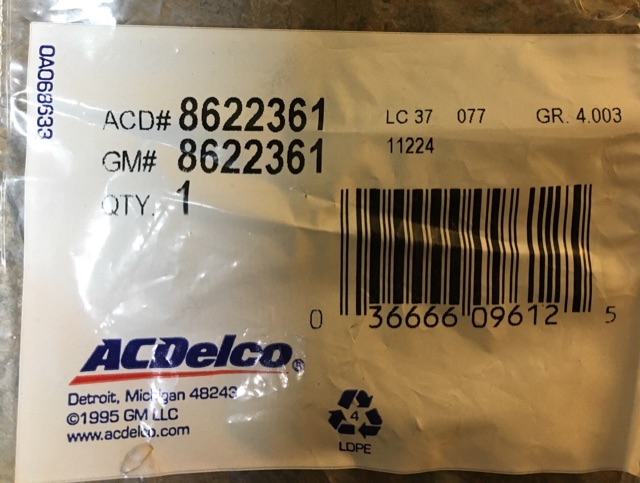 0A068633
ACD# 8622361
GM# 8622361
QTY. 1
LC 37 077 GR. 4.003
11224
0 36666 09612 5
ACDelco®
Detroit, Michigan 48243
©1995 GM LLC
www.acdelco.com
4
LDPE